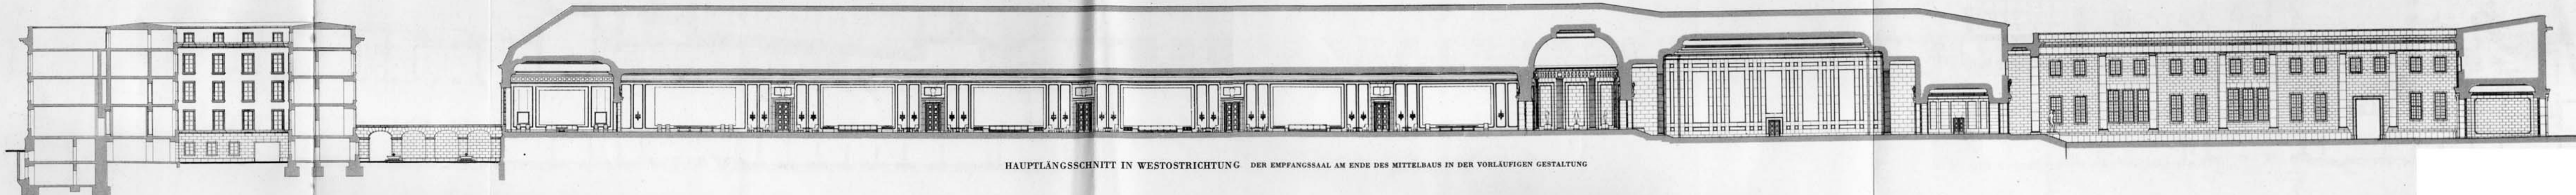 HAUPTLÄNGSSCHNITT IN WESTOSTRICHTUNG DER EMPFANGSSAAL AM ENDE DES MITTELBAUS IN DER VORLÄUFIGEN GESTALTUNG